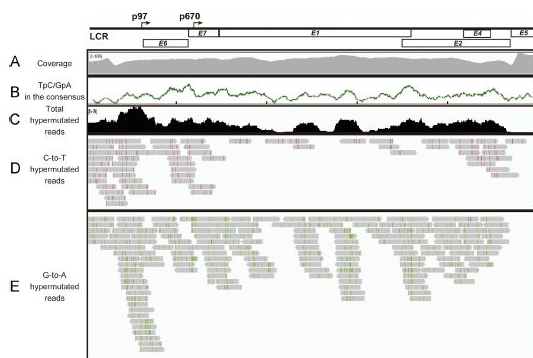 p97 p670
LCR E7 E1 E4 E5
E6 E2
A Coverage
B TpC/GpA
in the consensus
C Total
hypermutated
reads
D C-to-T
hypermutated
reads
E G-to-A
hypermutated
reads